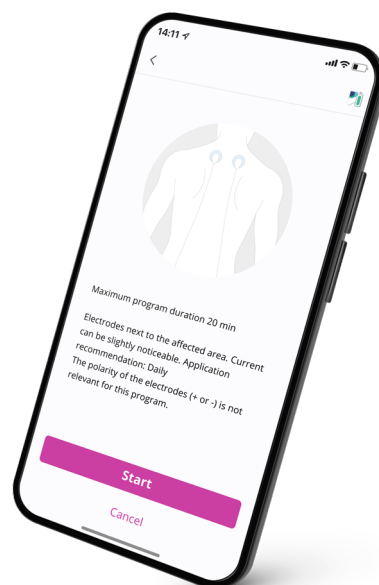 14:11
Maximum program duration 20 min
Electrodes next to the affected area. Current
can be slightly noticeable. Application
recommendation: Daily
The polarity of the electrodes (+ or -) is not
relevant for this program.
Start
Cancel